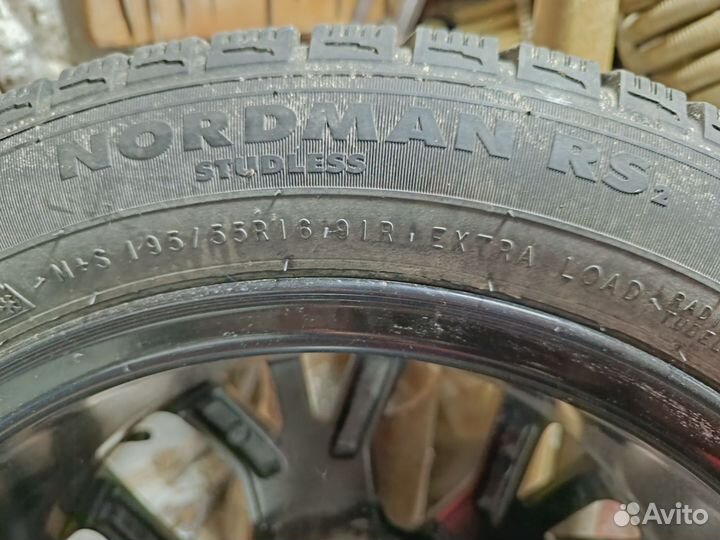 NORDMAN RS2
STUDLESS
M+S 195/55R16 91R EXTRA LOAD
Avito